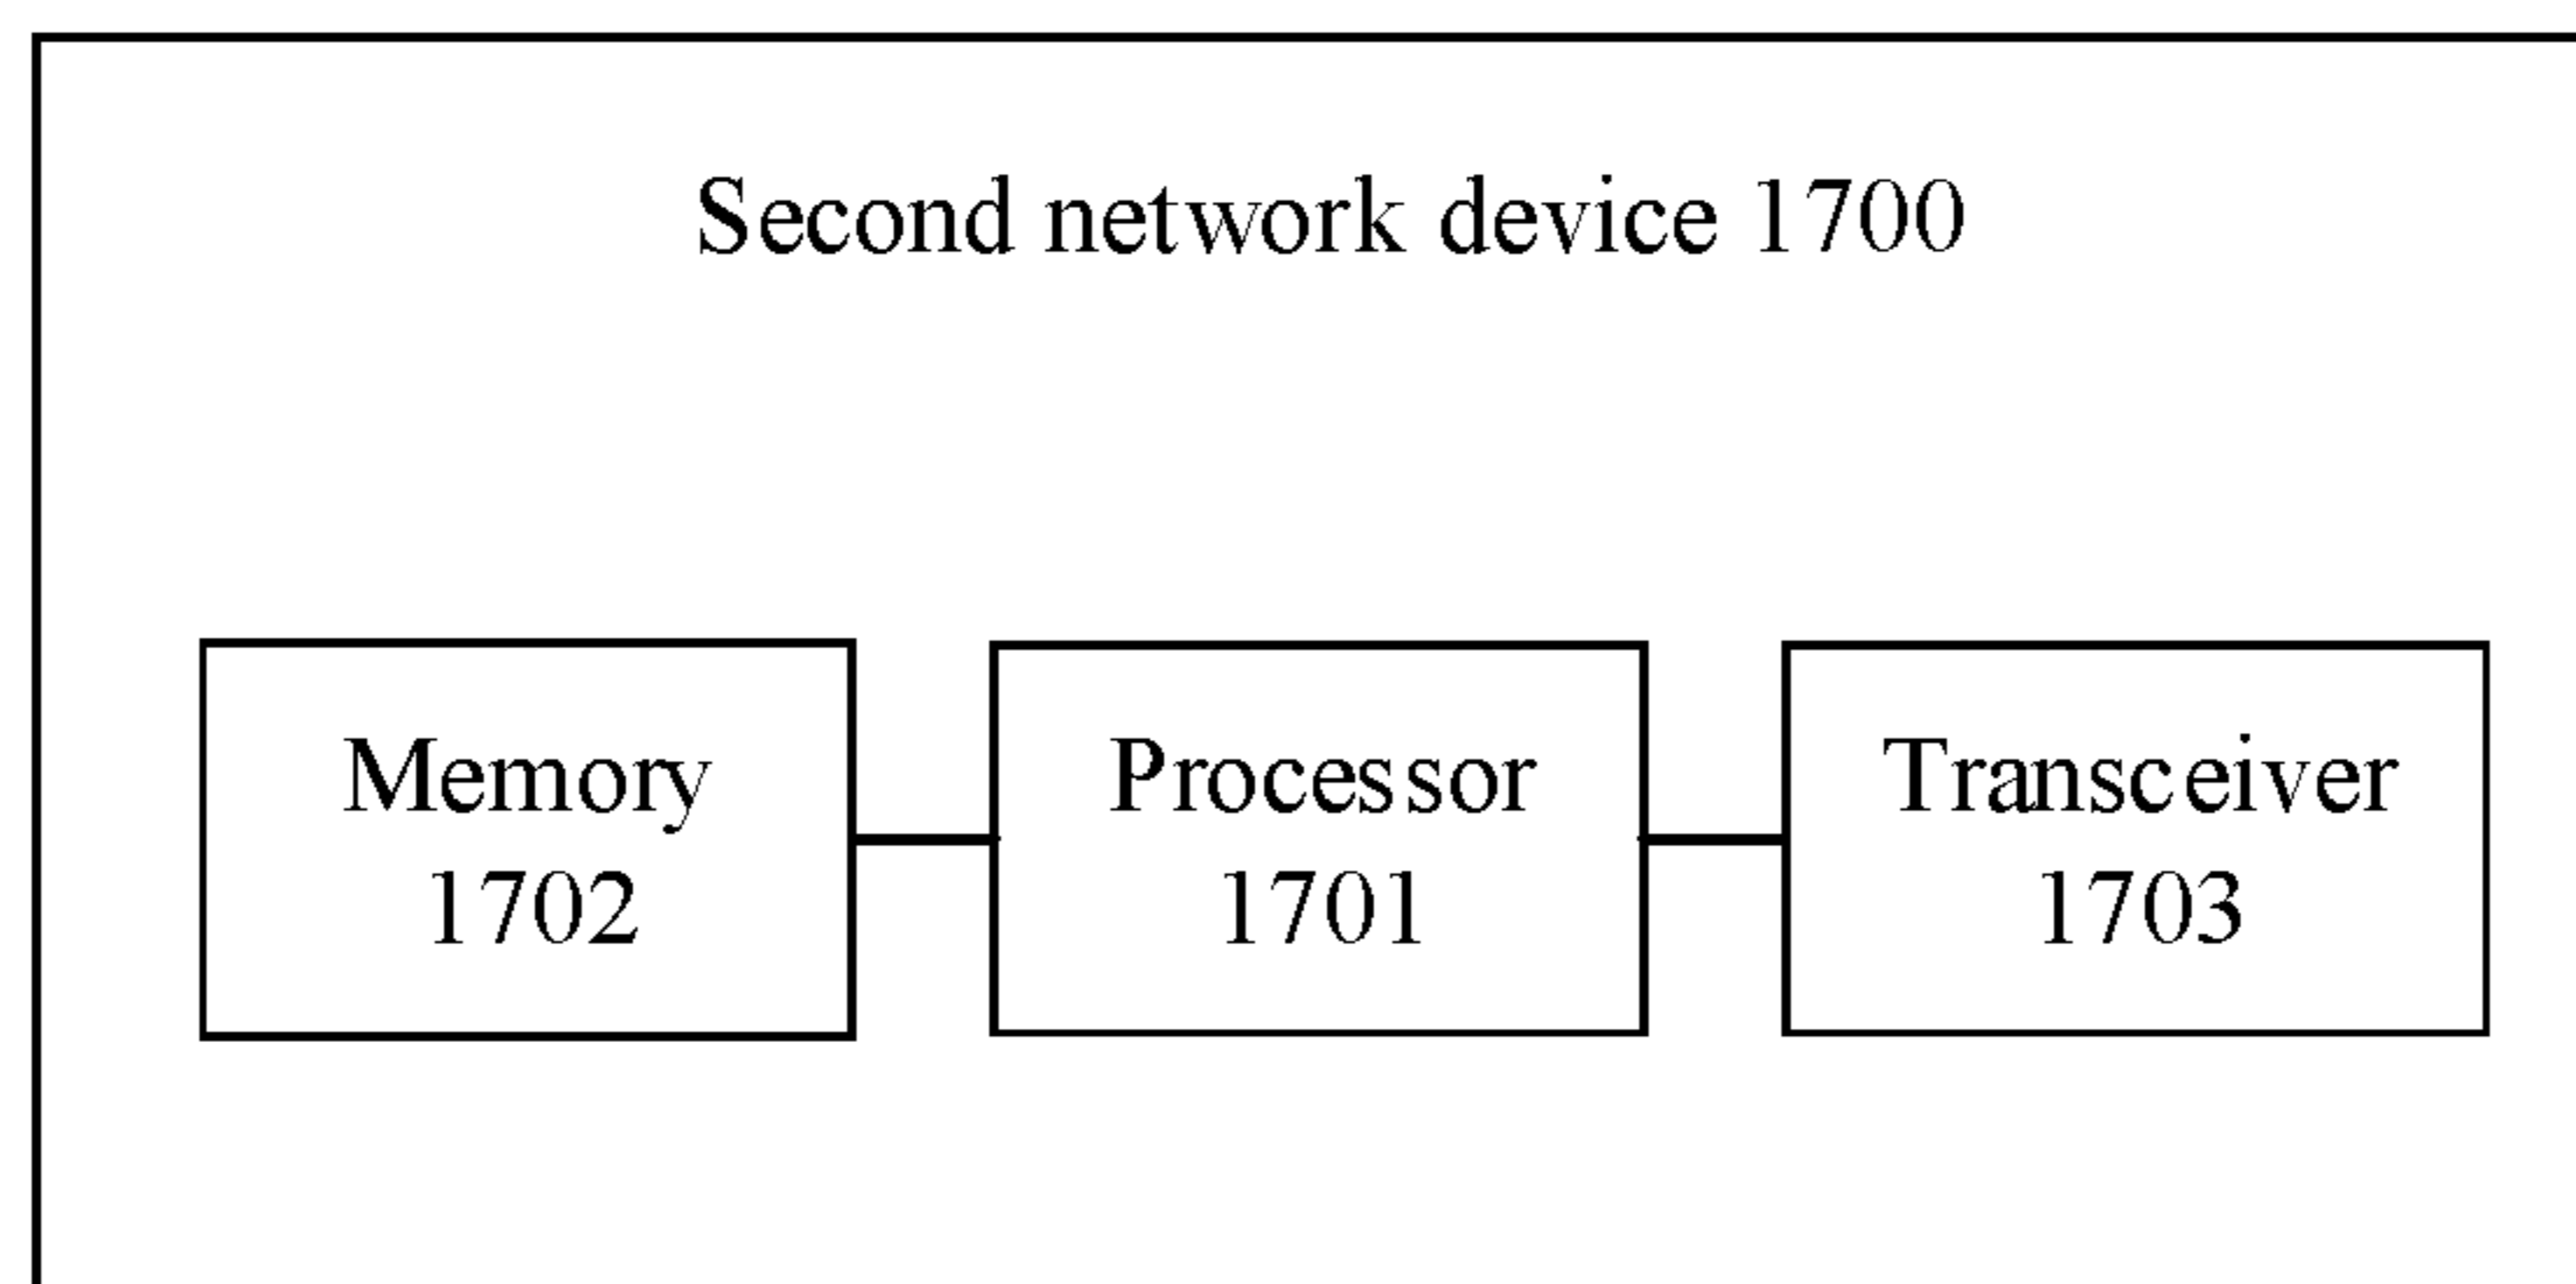 Second network device 1700
Memory
1702
Processor
1701
Transceiver
1703